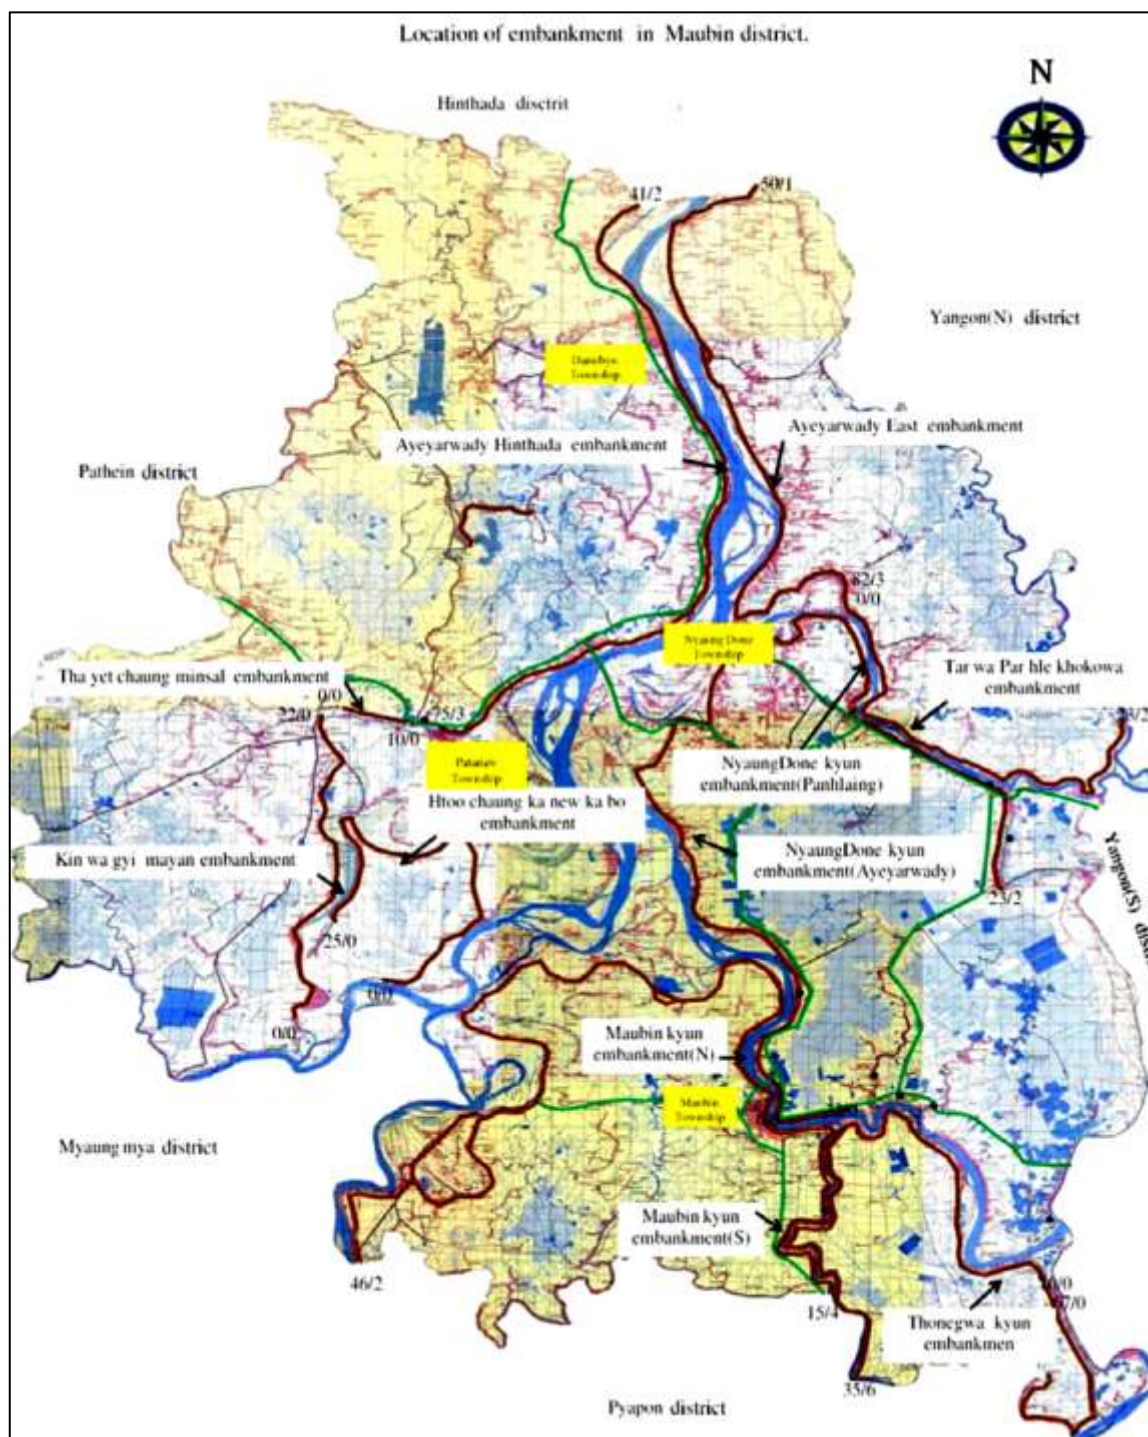 Location of embankment in Maubin district.
Hinthada disctrit
N
41/2
50/1
Yangon(N) district
Township
Ayeyarwady East embankment
Ayeyarwady Hinthada embankment
Pathein district
82/3
0/0
Nyaung Done
Township
Tar wa Par hle khokowa
embankment
Tha yet chaung minsal embankment
0/0
22/0
75/3
10/0
Township
NyaungDone kyun
embankment(Panhlaing)
Htoo chaung ka new ka bo
embankment
Kin wa gyi mayan embankment
NyaungDone kyun
embankment(Ayeyarwady)
Yangon(S)
23/2
25/0
0/0
0/0
Maubin kyun
embankment(N)
Maubin
Township
Myaung mya district
Maubin kyun
embankment(S)
46/2
15/4
Thonegwa kyun
embankmen
35/6
Pyapon district